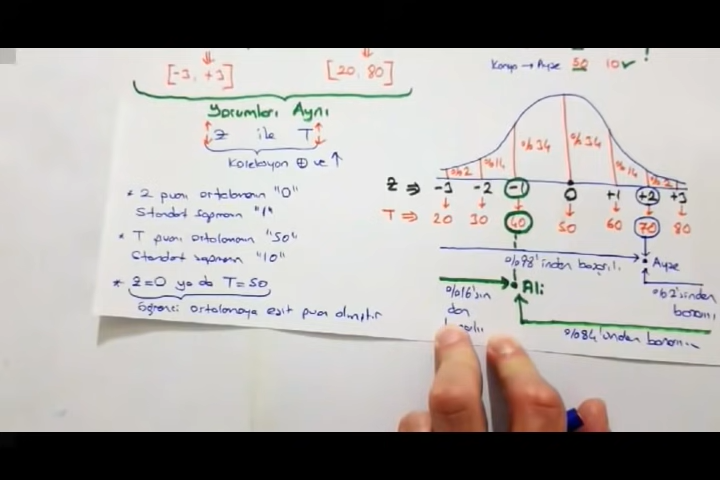 [-3, +3] [20, 80]
Yorumları Aynı
Z ile T
Korelasyon ⊕ ve ↑
* Z puan ortalaması "0"
Standart sapması "1"
* T puan ortalaması "50"
Standart sapması "10"
* Z=0 ya da T=50
öğrenci ortalamaya eşit puan almıştır
Konya → Ayşe 50 10 ✓
!
%2 %14 %34 %34 %14 %2
Z ⇒ -3 -2 -1 0 +1 +2 +3
T ⇒ 20 30 40 50 60 70 80
%98'inden başarılı
Ayşe
%2'sinden
Ali
%16'sın
dan
%84'ünden